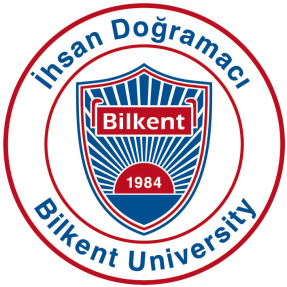 İhsan Doğramacı
Bilkent
1984
Bilkent University